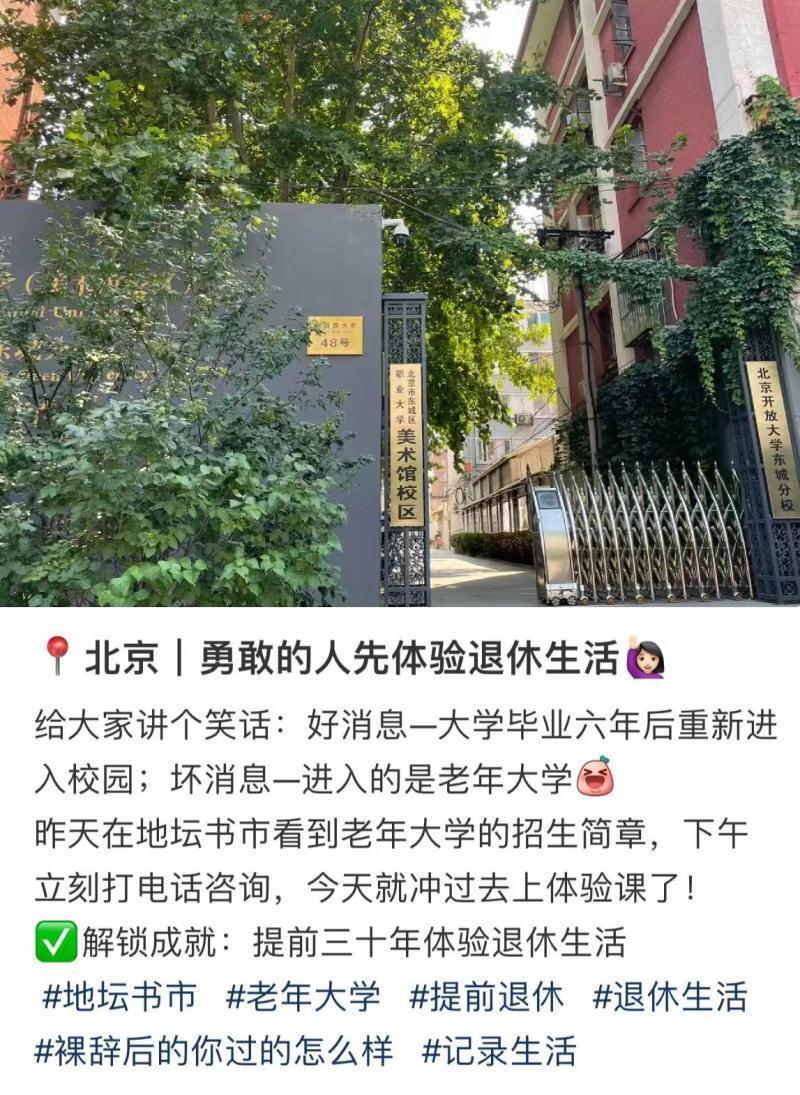 48号
北京市东城区
职业大学
美术馆校区
北京开放大学东城分校
📍北京｜勇敢的人先体验退休生活🙋🏻‍♀️
给大家讲个笑话：好消息—大学毕业六年后重新进
入校园；坏消息—进入的是老年大学
昨天在地坛书市看到老年大学的招生简章，下午
立刻打电话咨询，今天就冲过去上体验课了！
✅解锁成就：提前三十年体验退休生活
#地坛书市 #老年大学 #提前退休 #退休生活
#裸辞后的你过的怎么样 #记录生活